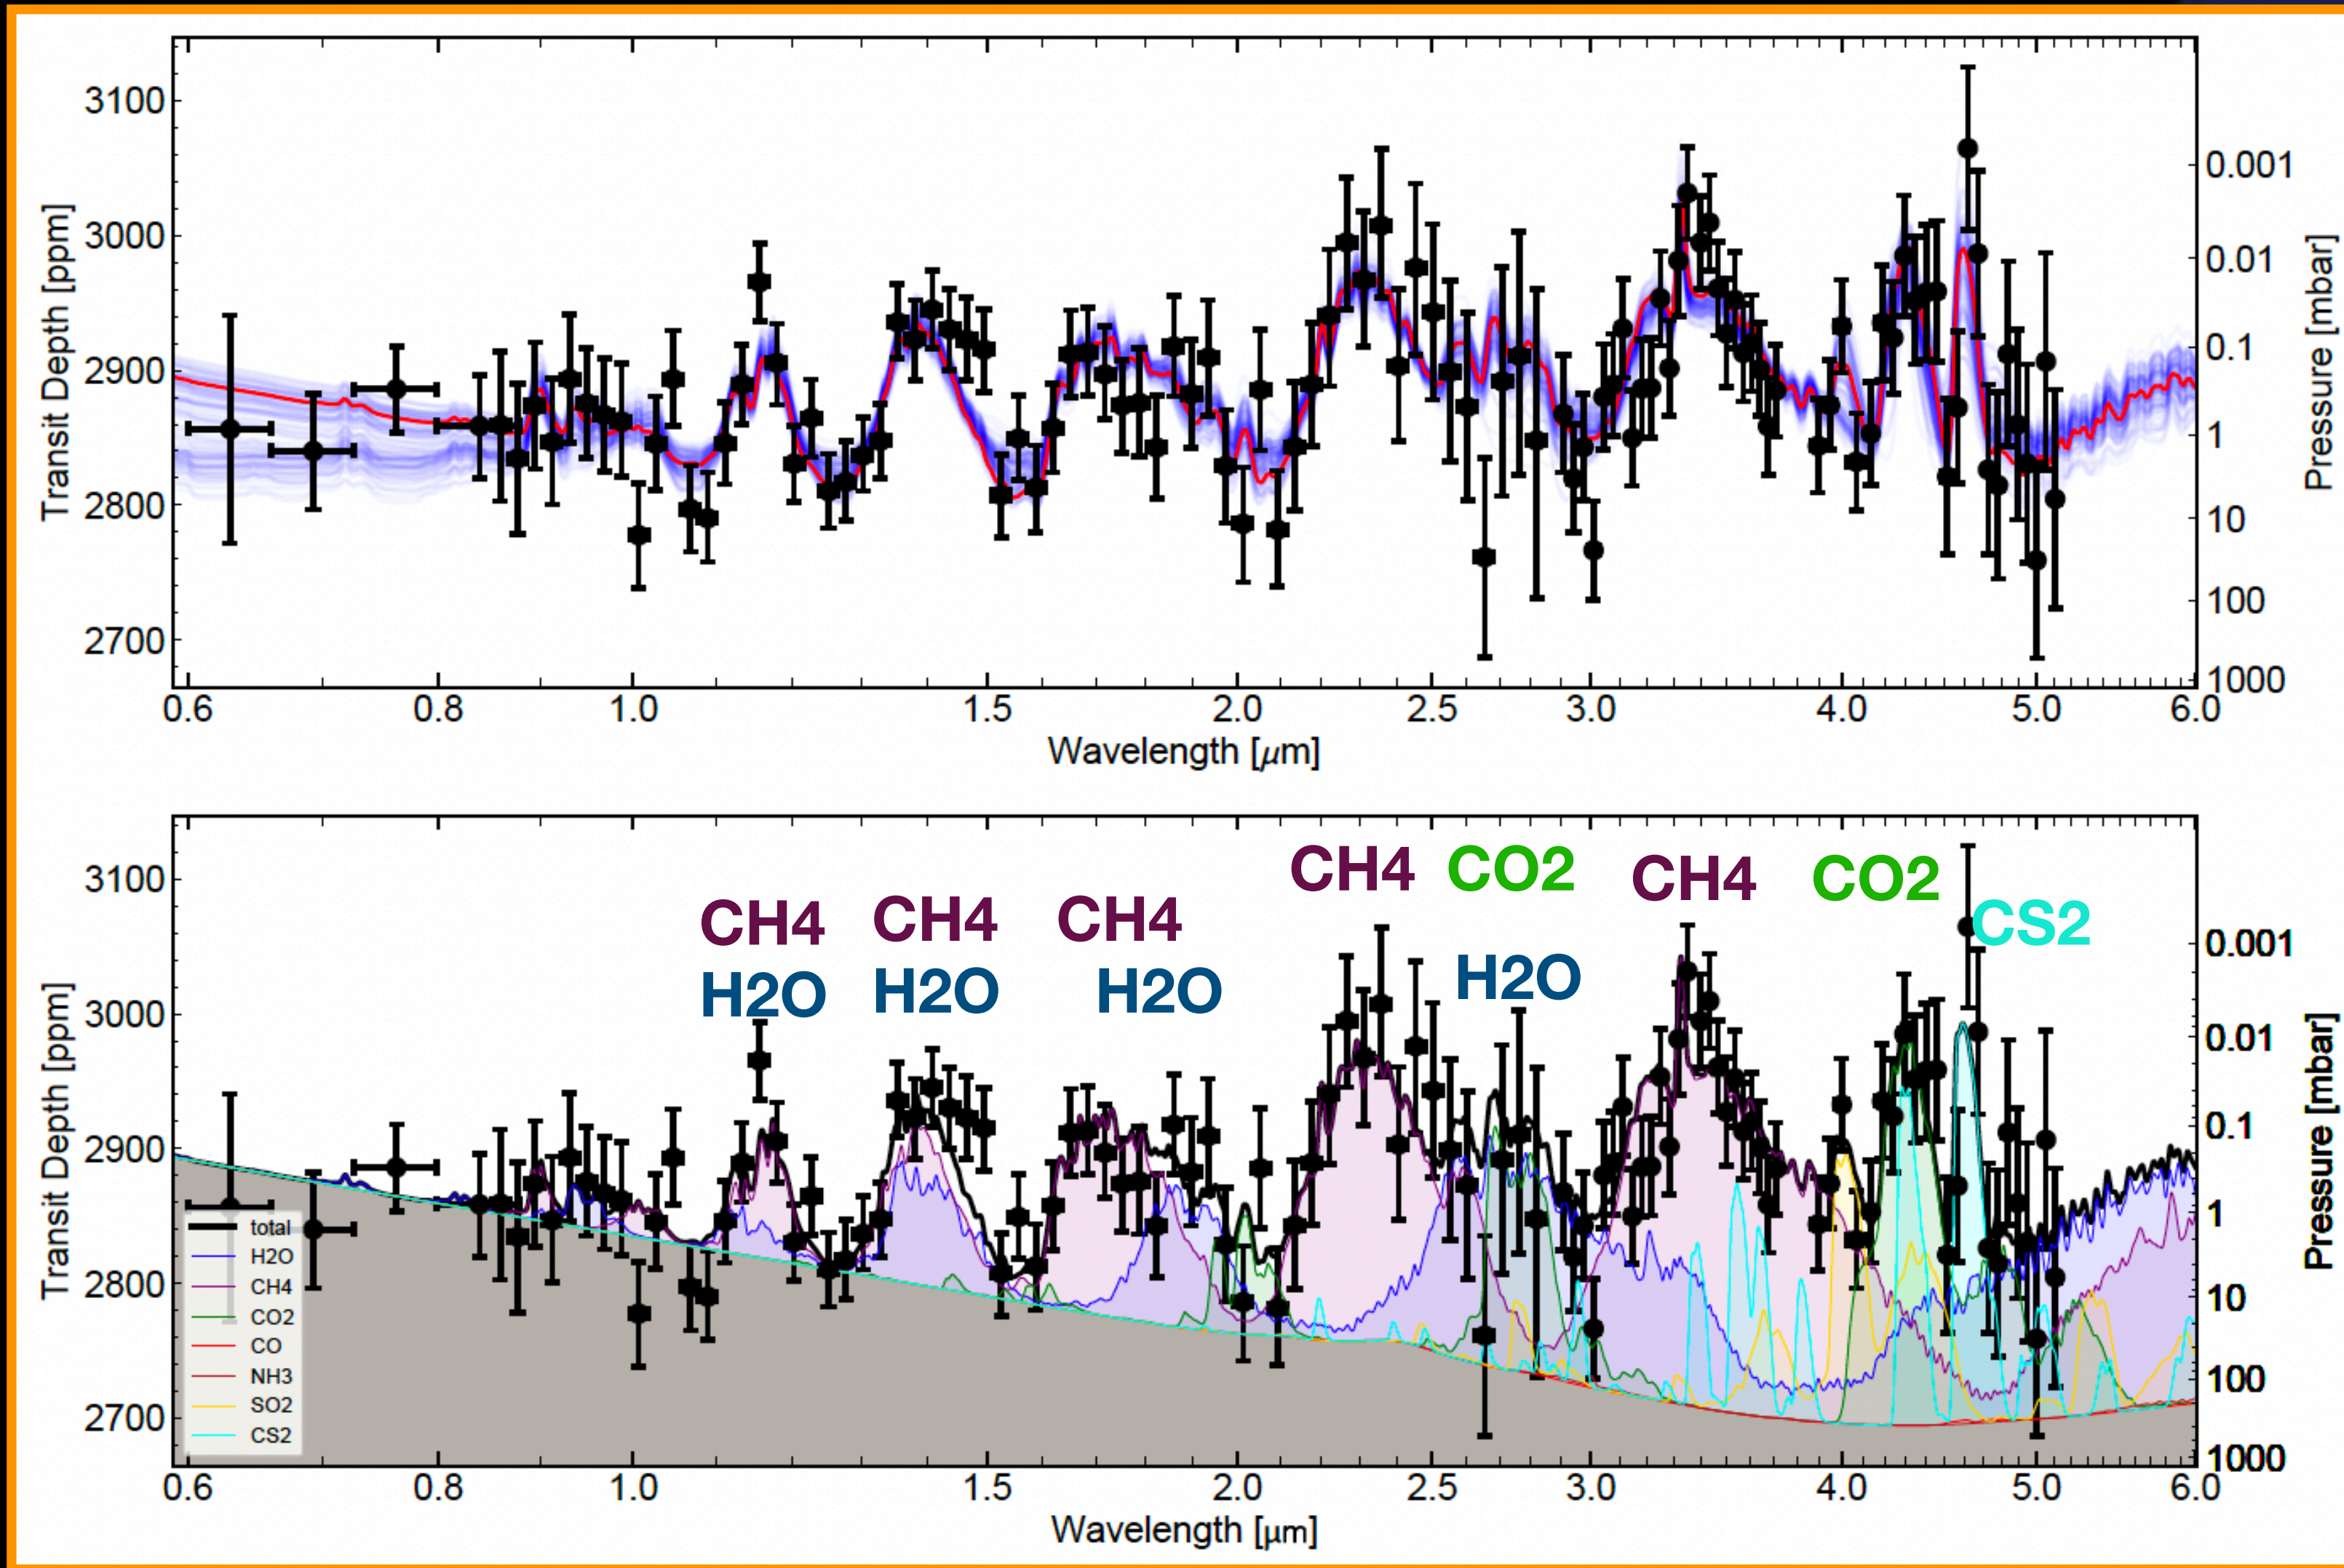 3100
3000
2900
2800
2700
Transit Depth [ppm]
0.001
0.01
0.1
1
10
100
1000
Pressure [mbar]
0.6 0.8 1.0 1.5 2.0 2.5 3.0 4.0 5.0 6.0
Wavelength [μm]
3100
3000
2900
2800
2700
Transit Depth [ppm]
CH4 CH4 CH4 CH4 CO2 CH4 CO2 CS2
H2O H2O H2O H2O
total
H2O
CH4
CO2
CO
NH3
SO2
CS2
0.001
0.01
0.1
1
10
100
1000
Pressure [mbar]
0.6 0.8 1.0 1.5 2.0 2.5 3.0 4.0 5.0 6.0
Wavelength [μm]